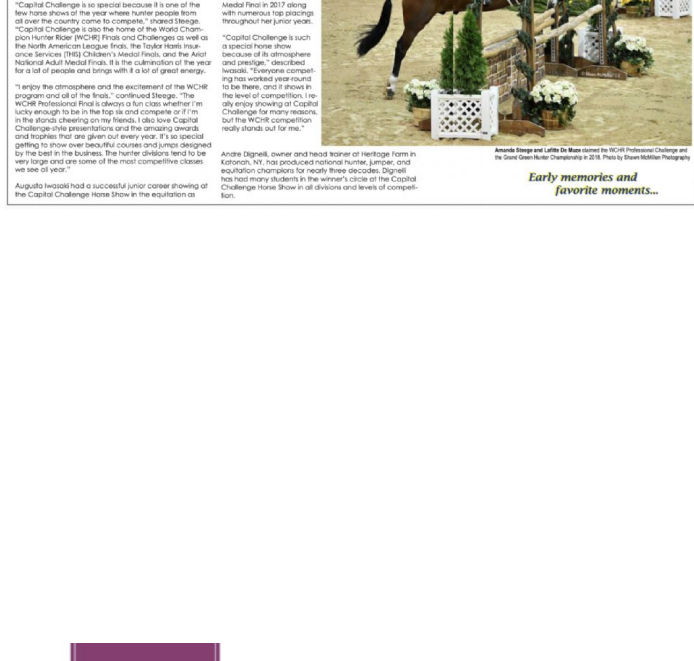 "Capital Challenge is so special because it is one of the
few horse shows of the year where hunter people from
all over the country come to compete," shared Steege.
"Capital Challenge is also the home of the World Cham-
pion Hunter Rider (WCHR) Finals and Challenges as well as
the North American League finals, the Taylor Harris Insur-
ance Services (THIS) Children's Medal Finals, and the Ariat
National Adult Medal Finals. It is the culmination of the year
for a lot of people and brings with it a lot of great energy.
"I enjoy the atmosphere and the excitement of the WCHR
program and all of the finals," continued Steege. "The
WCHR Professional Final is always a fun class whether I'm
lucky enough to be in the top six and compete or if I'm
in the stands cheering on my friends. I also love Capital
Challenge-style presentations and the amazing awards
and trophies that are given out every year. It's so special
getting to show over beautiful courses and jumps designed
by the best in the business. The hunter divisions tend to be
very large and are some of the most competitive classes
we see all year."
Augusta Iwasaki had a successful junior career showing at
the Capital Challenge Horse Show in the equitation as
Medal Final in 2017 along
with numerous top placings
throughout her junior years.
"Capital Challenge is such
a special horse show
because of its atmosphere
and prestige," described
Iwasaki. "Everyone compet-
ing has worked year-round
to be there, and it shows in
the level of competition. I re-
ally enjoy showing at Capital
Challenge for many reasons,
but the WCHR competition
really stands out for me."
Andre Dignelli, owner and head trainer at Heritage Farm in
Katonah, NY, has produced national hunter, jumper, and
equitation champions for nearly three decades. Dignelli
has had many students in the winner's circle at the Capital
Challenge Horse Show in all divisions and levels of competi-
tion.
Amanda Steege and Lafitte De Muze claimed the WCHR Professional Challenge and
the Grand Green Hunter Championship in 2018. Photo by Shawn McMillen Photography
Early memories and
favorite moments...